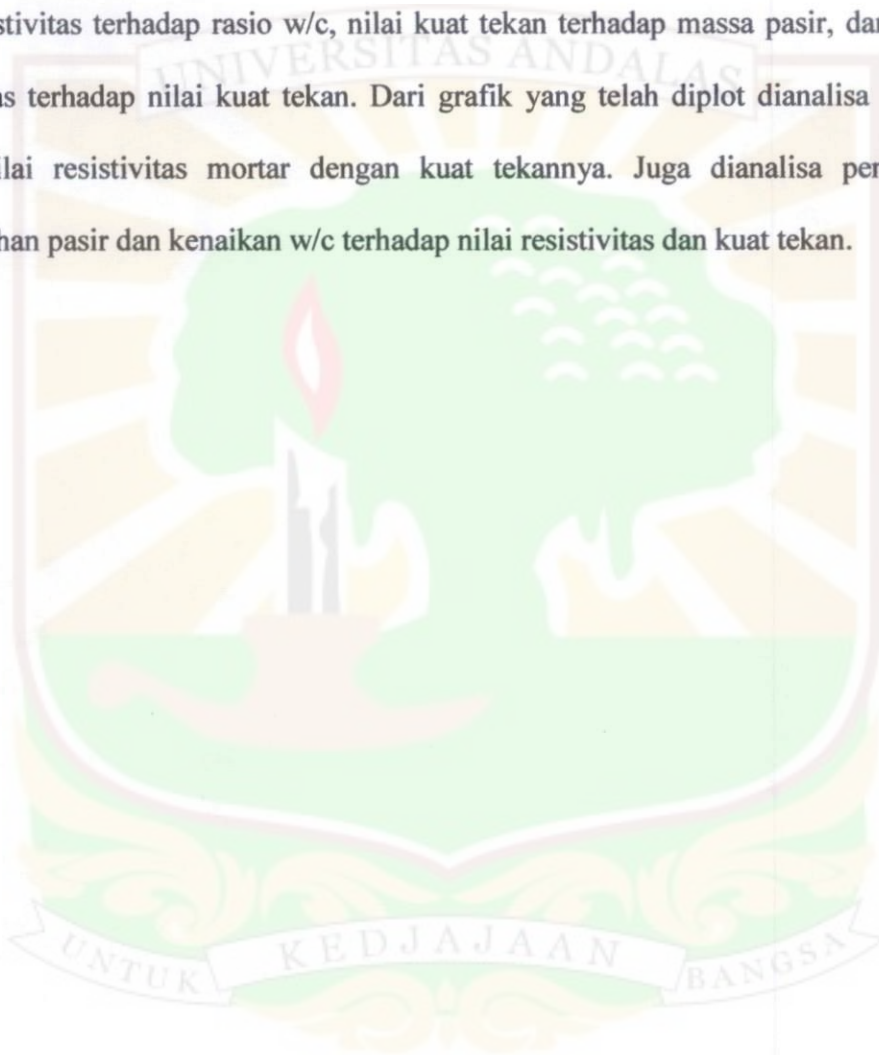 stivitas terhadap rasio w/c, nilai kuat tekan terhadap massa pasir, dan
UNIVERSITAS ANDALAS
as terhadap nilai kuat tekan. Dari grafik yang telah diplot dianalisa
ilai resistivitas mortar dengan kuat tekannya. Juga dianalisa per
han pasir dan kenaikan w/c terhadap nilai resistivitas dan kuat tekan.
UNTUK KEDJAJAAN BANGSA